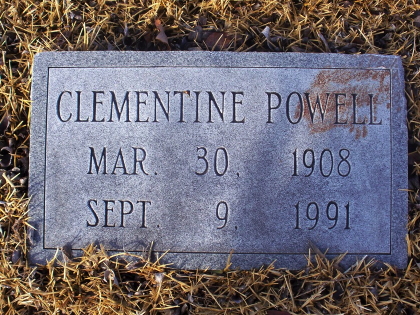 CLEMENTINE POWELL
MAR. 30, 1908
SEPT. 9, 1991